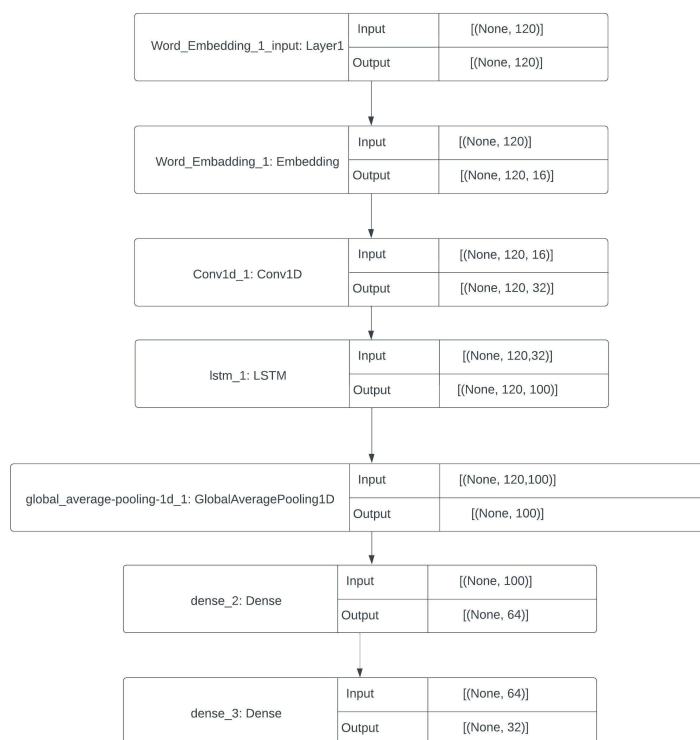 Word_Embedding_1_input: Layer1
Input
[(None, 120)]
Output
[(None, 120)]
Word_Embadding_1: Embedding
Input
[(None, 120)]
Output
[(None, 120, 16)]
Conv1d_1: Conv1D
Input
[(None, 120, 16)]
Output
[(None, 120, 32)]
lstm_1: LSTM
Input
[(None, 120,32)]
Output
[(None, 120, 100)]
global_average-pooling-1d_1: GlobalAveragePooling1D
Input
[(None, 120,100)]
Output
[(None, 100)]
dense_2: Dense
Input
[(None, 100)]
Output
[(None, 64)]
dense_3: Dense
Input
[(None, 64)]
Output
[(None, 32)]